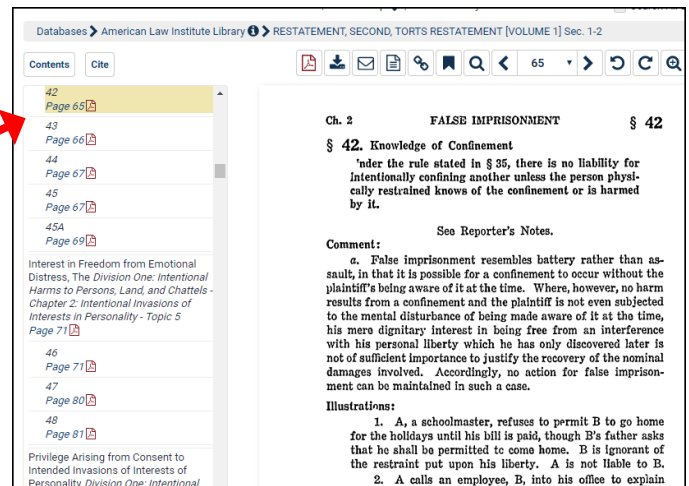 Databases > American Law Institute Library > RESTATEMENT, SECOND, TORTS RESTATEMENT [VOLUME 1] Sec. 1-2
Contents Cite
65
42
Page 65
43
Page 66
44
Page 67
45
Page 67
45A
Page 69
Interest in Freedom from Emotional
Distress, The Division One: Intentional
Harms to Persons, Land, and Chattels -
Chapter 2: Intentional Invasions of
Interests in Personality - Topic 5
Page 71
46
Page 71
47
Page 80
48
Page 81
Privilege Arising from Consent to
Intended Invasions of Interests of
Personality Division One: Intentional
Ch. 2 FALSE IMPRISONMENT § 42
§ 42. Knowledge of Confinement
'nder the rule stated in § 35, there is no liability for
intentionally confining another unless the person physi-
cally restrained knows of the confinement or is harmed
by it.
See Reporter's Notes.
Comment:
a. False imprisonment resembles battery rather than as-
sault, in that it is possible for a confinement to occur without the
plaintiff's being aware of it at the time. Where, however, no harm
results from a confinement and the plaintiff is not even subjected
to the mental disturbance of being made aware of it at the time,
his mere dignitary interest in being free from an interference
with his personal liberty which he has only discovered later is
not of sufficient importance to justify the recovery of the nominal
damages involved. Accordingly, no action for false imprison-
ment can be maintained in such a case.
Illustrations:
1. A, a schoolmaster, refuses to permit B to go home
for the holidays until his bill is paid, though B's father asks
that he shall be permitted to come home. B is ignorant of
the restraint put upon his liberty. A is not liable to B.
2. A calls an employee, B, into his office to explain